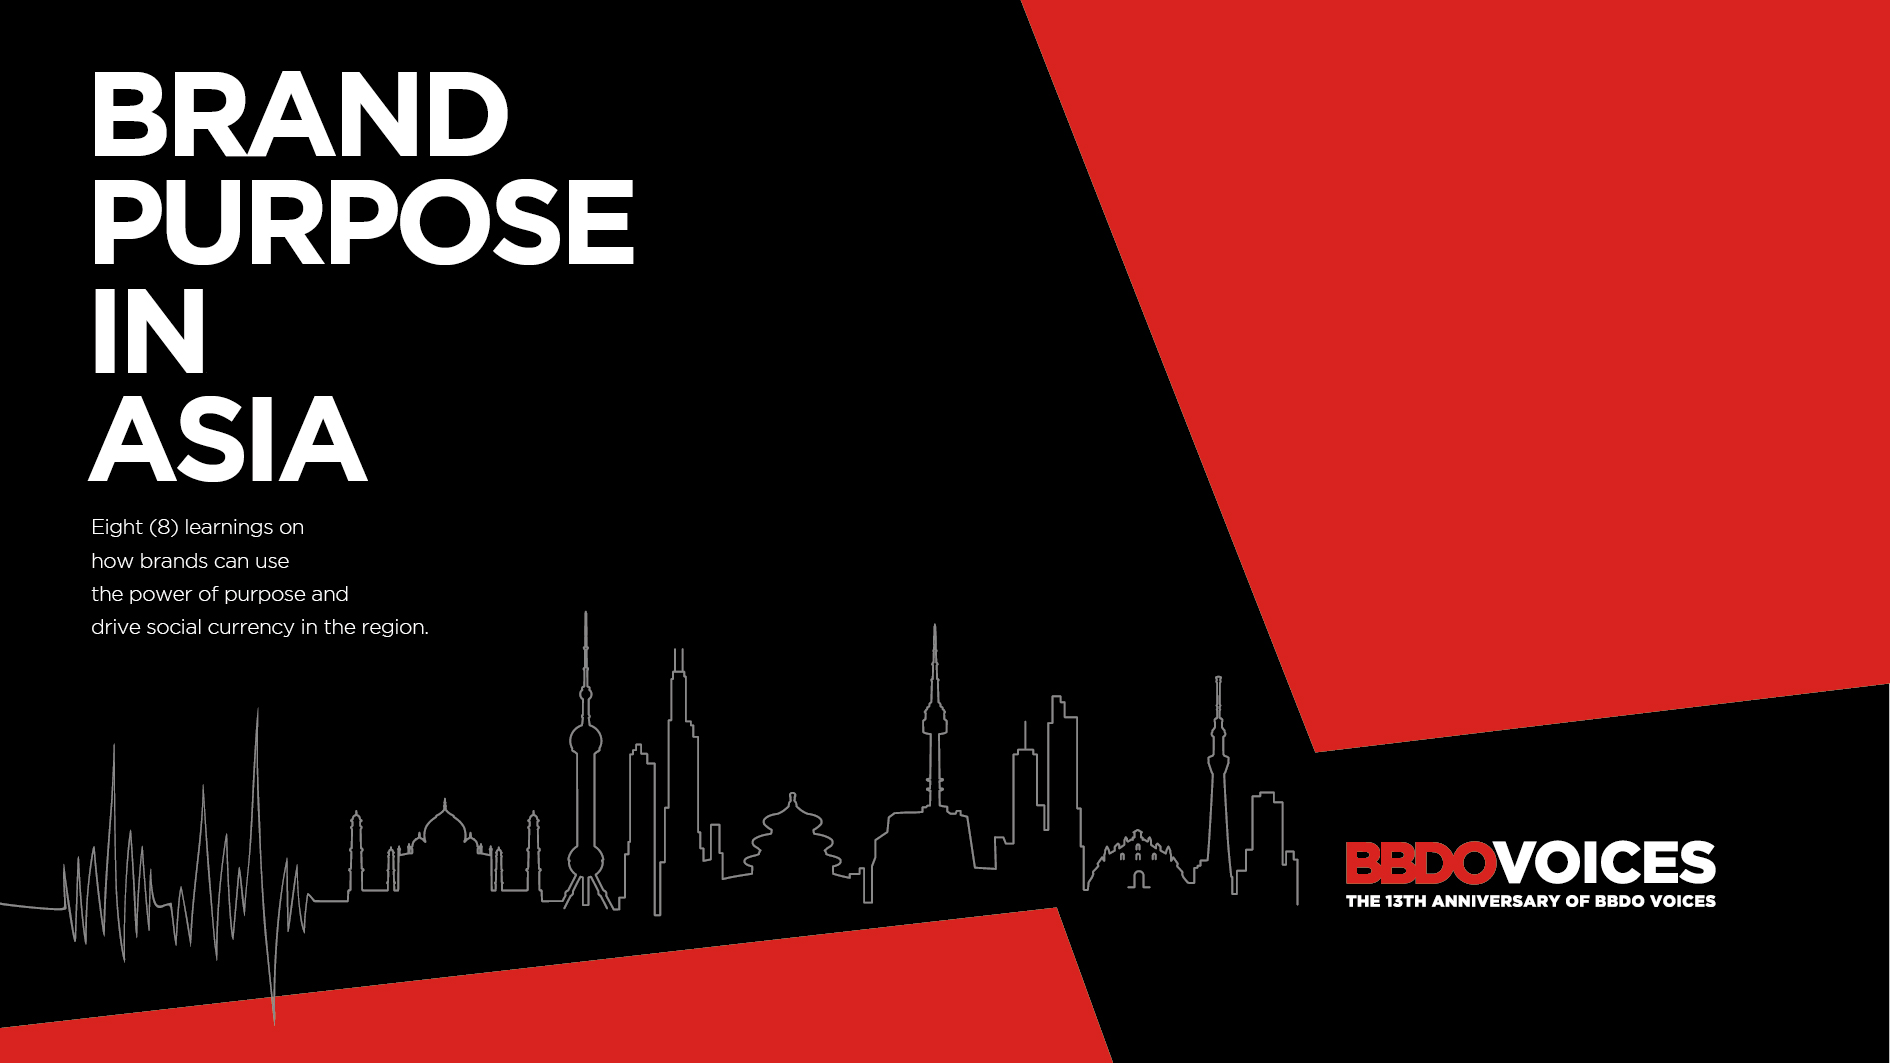 BRAND
PURPOSE
IN
ASIA
Eight (8) learnings on
how brands can use
the power of purpose and
drive social currency in the region.
BBDOVOICES
THE 13TH ANNIVERSARY OF BBDO VOICES